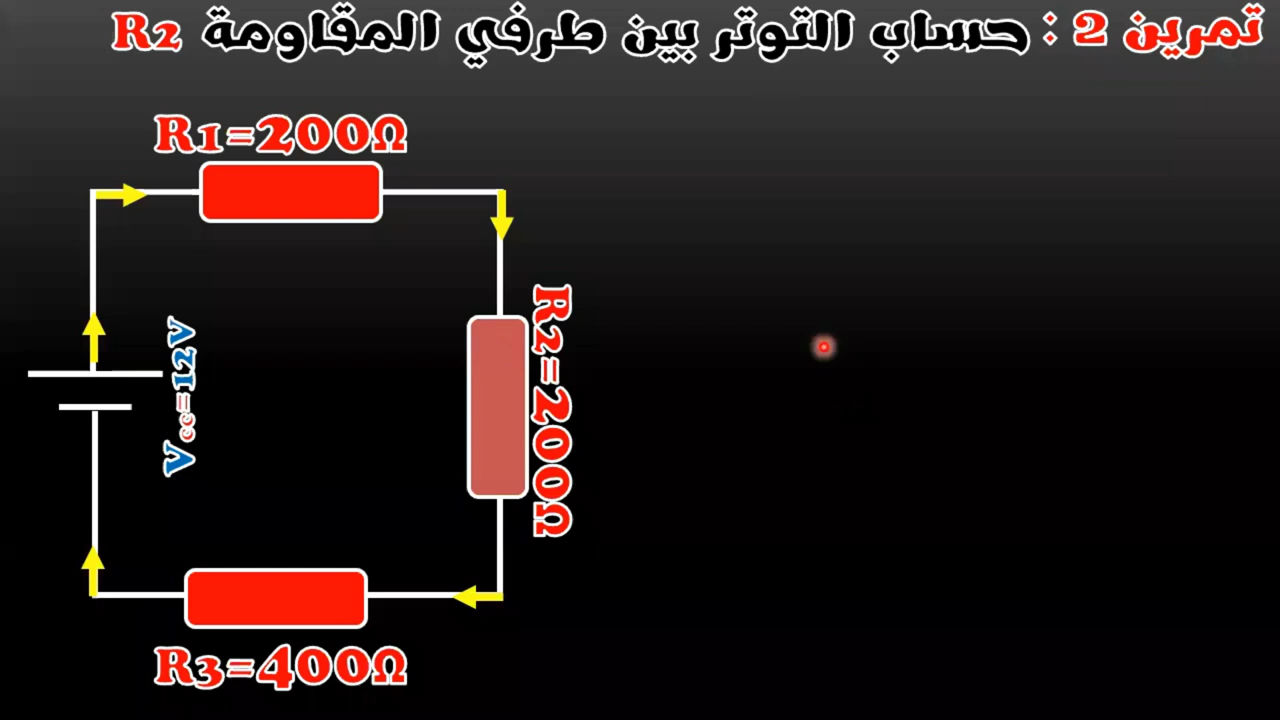 تمرين 2 : حساب التوتر بين طرفي المقاومة R2
R1=200Ω
R2=200Ω
Vcc=12V
R3=400Ω